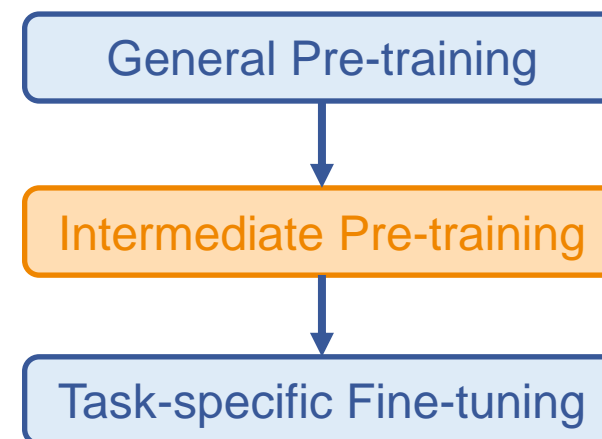 General Pre-training
Intermediate Pre-training
Task-specific Fine-tuning